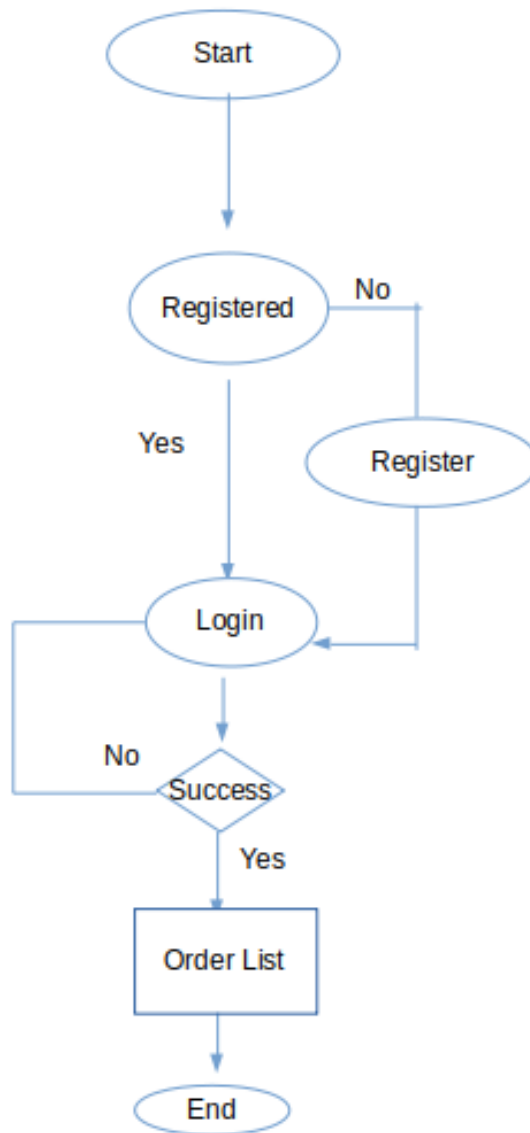 Start
Registered
No
Yes
Register
Login
No
Success
Yes
Order List
End